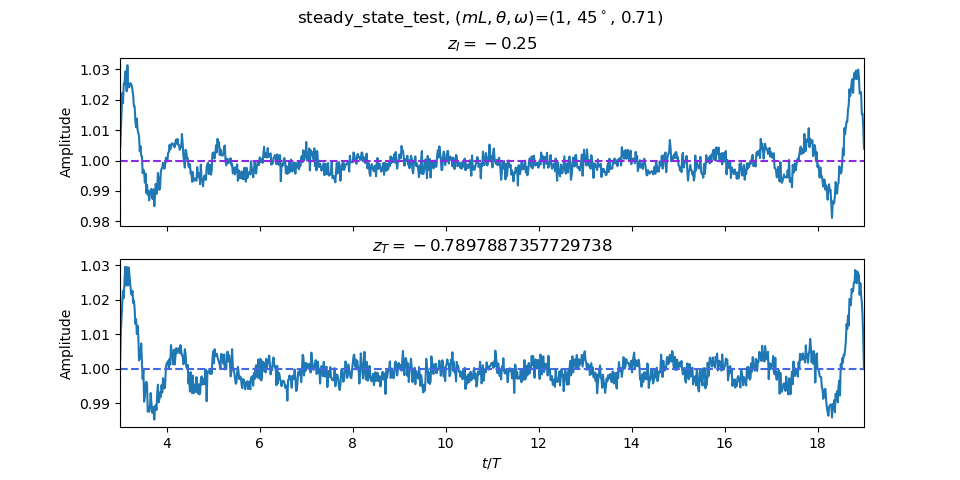 steady_state_test, (mL, θ, ω)=(1, 45°, 0.71)
z_I = −0.25
1.03
1.02
1.01
1.00
0.99
0.98
Amplitude
z_T = −0.7897887357729738
1.03
1.02
1.01
1.00
0.99
Amplitude
4 6 8 10 12 14 16 18
t/T